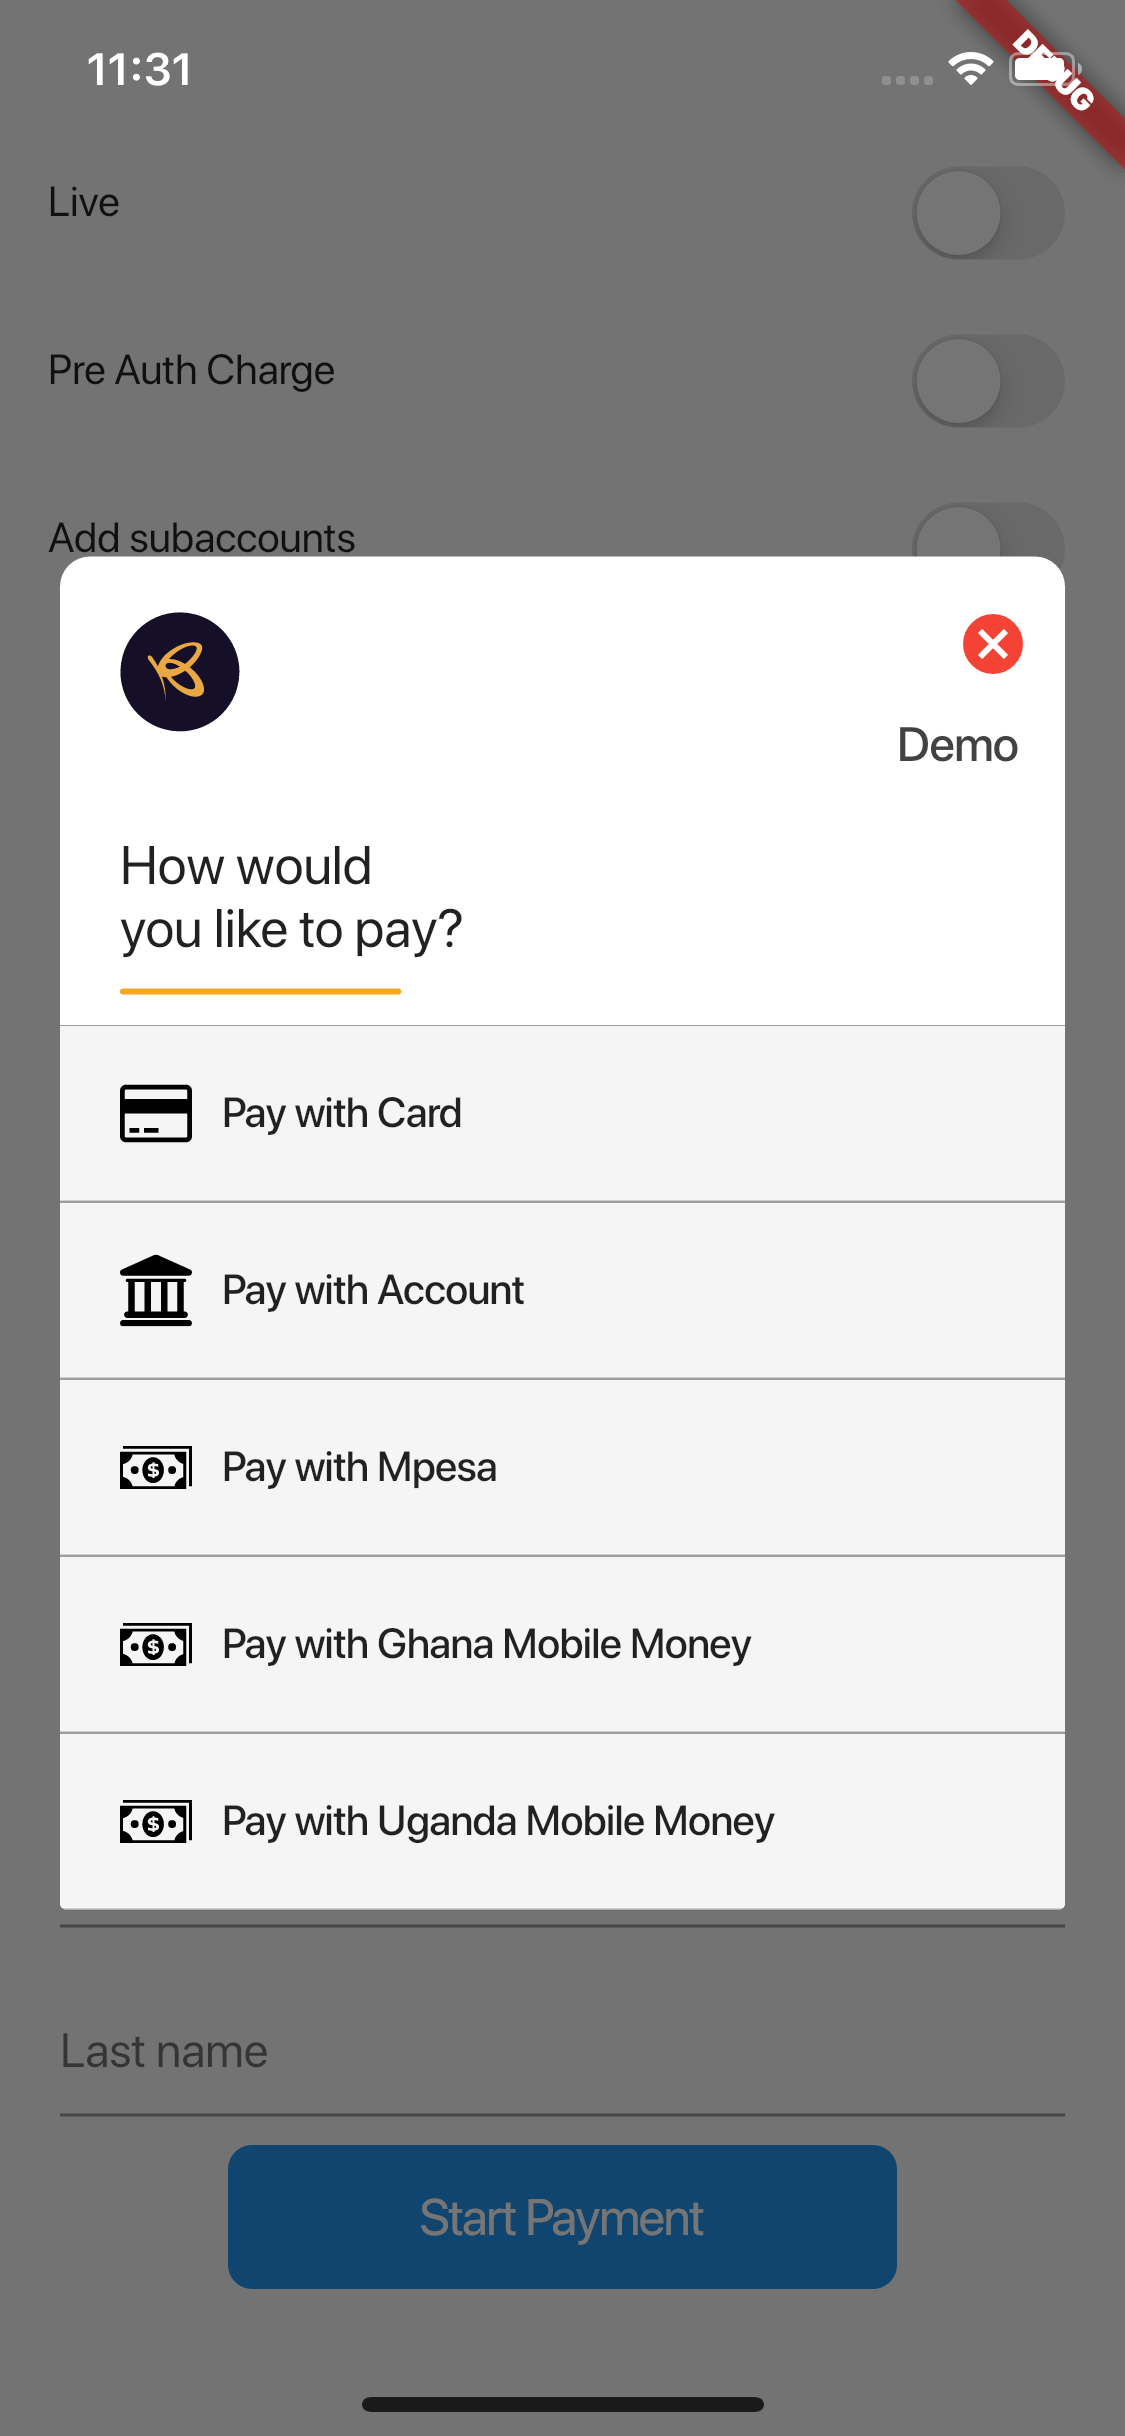 11:31
DEBUG
Live
Pre Auth Charge
Add subaccounts
Demo
How would
you like to pay?
Pay with Card
Pay with Account
Pay with Mpesa
Pay with Ghana Mobile Money
Pay with Uganda Mobile Money
Last name
Start Payment